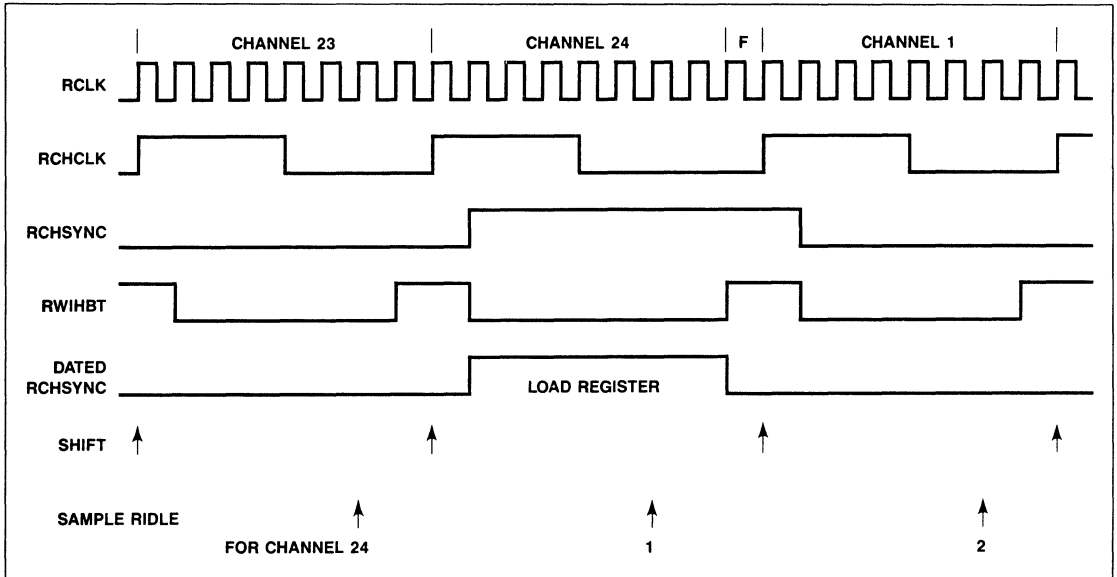 CHANNEL 23 CHANNEL 24 F CHANNEL 1
RCLK
RCHCLK
RCHSYNC
RWIHBT
DATED
RCHSYNC
LOAD REGISTER
SHIFT
SAMPLE RIDLE
FOR CHANNEL 24 1 2